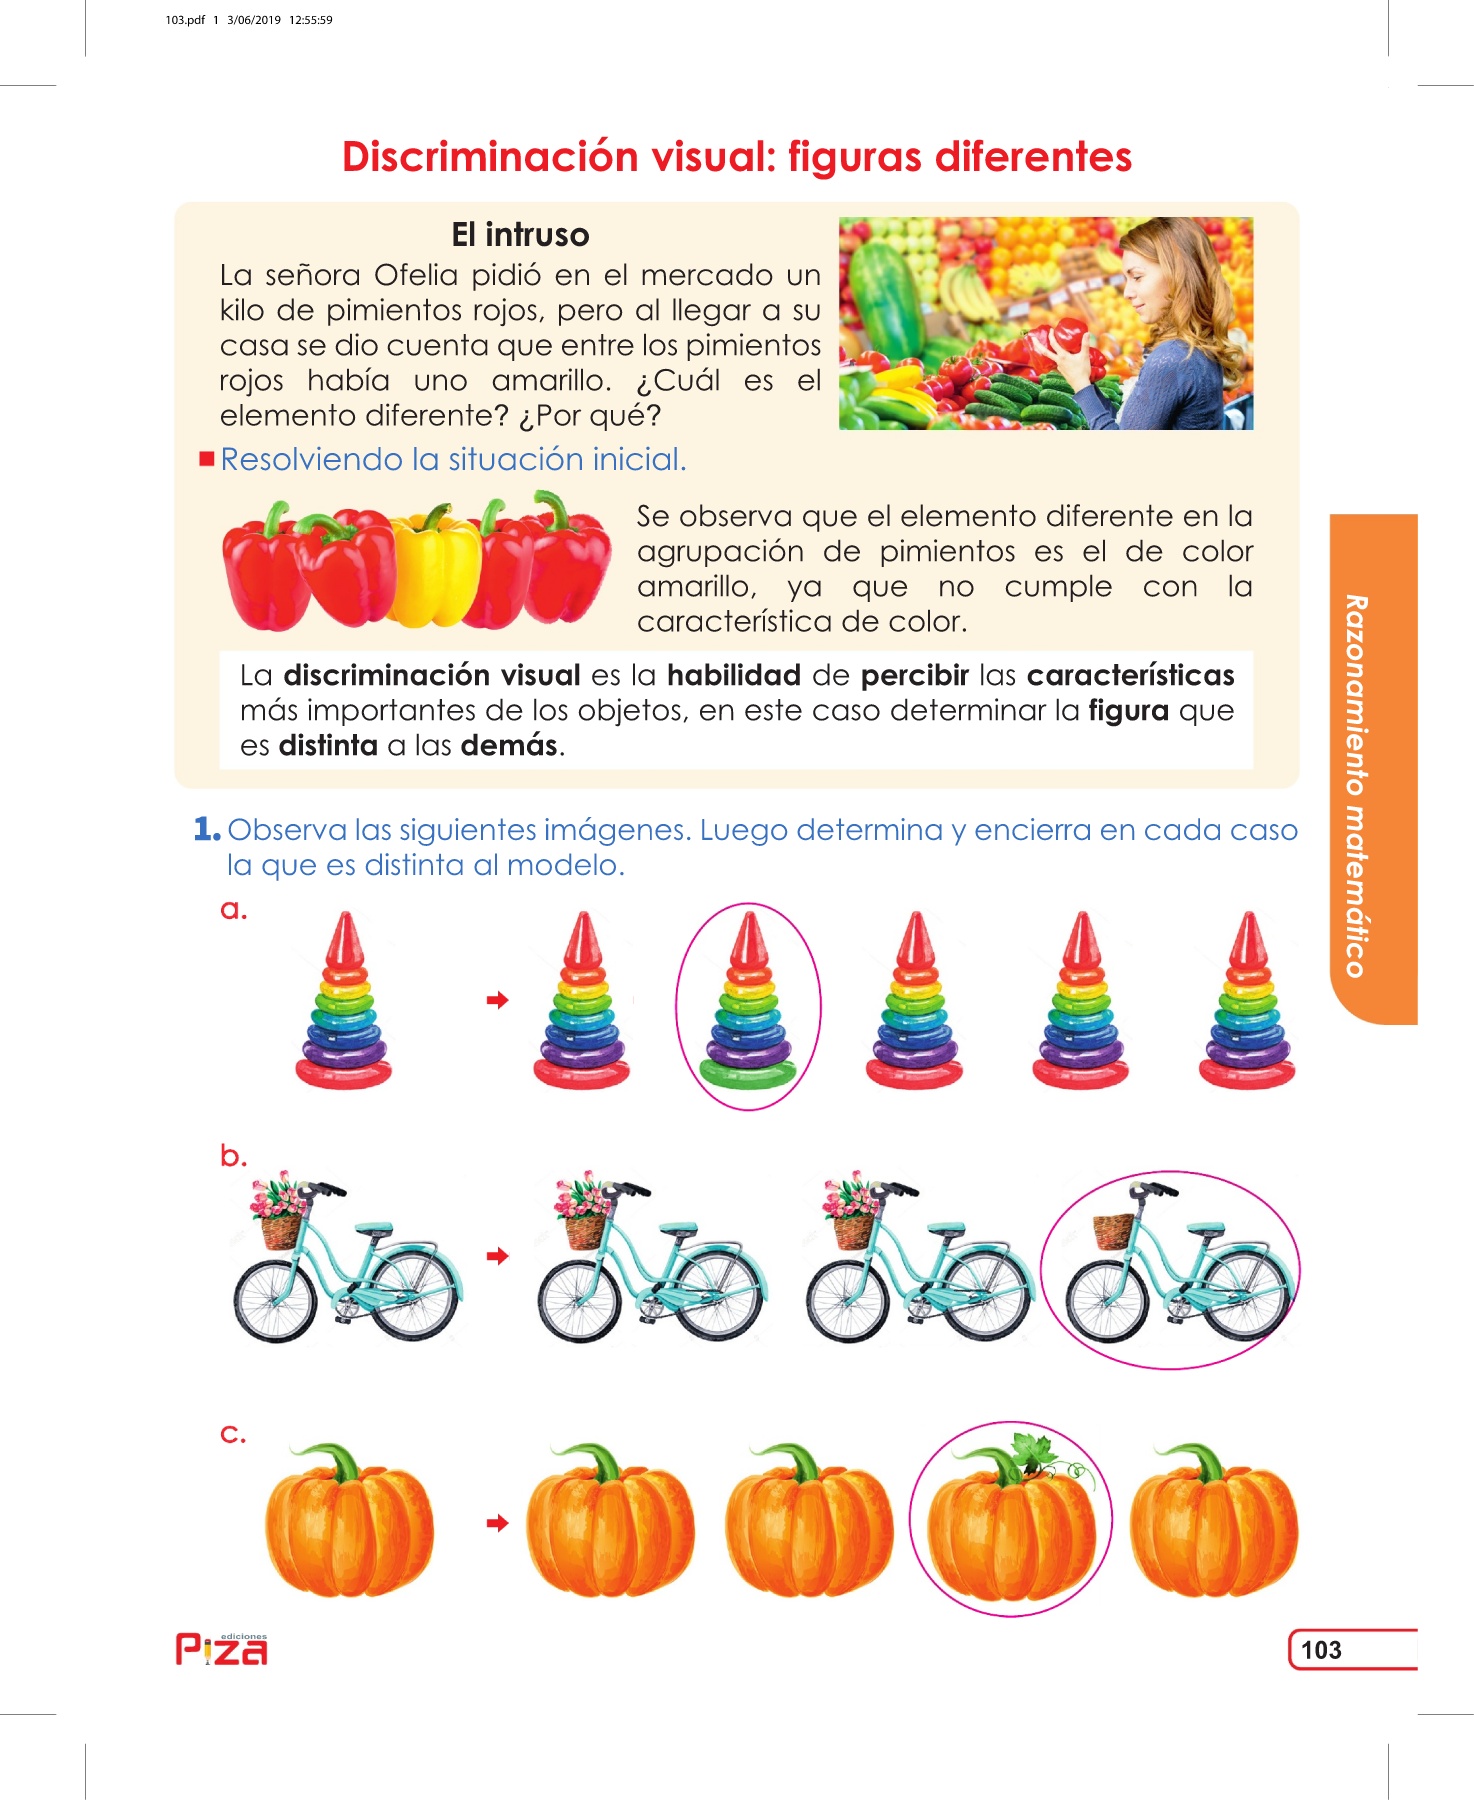 103.pdf 1 3/06/2019 12:55:59
Discriminación visual: figuras diferentes
El intruso
La señora Ofelia pidió en el mercado un
kilo de pimientos rojos, pero al llegar a su
casa se dio cuenta que entre los pimientos
rojos había uno amarillo. ¿Cuál es el
elemento diferente? ¿Por qué?
Resolviendo la situación inicial.
Se observa que el elemento diferente en la
agrupación de pimientos es el de color
amarillo, ya que no cumple con la
característica de color.
La discriminación visual es la habilidad de percibir las características
más importantes de los objetos, en este caso determinar la figura que
es distinta a las demás.
Razonamiento matemático
1. Observa las siguientes imágenes. Luego determina y encierra en cada caso
la que es distinta al modelo.
a.
b.
c.
ediciones
Piza
103